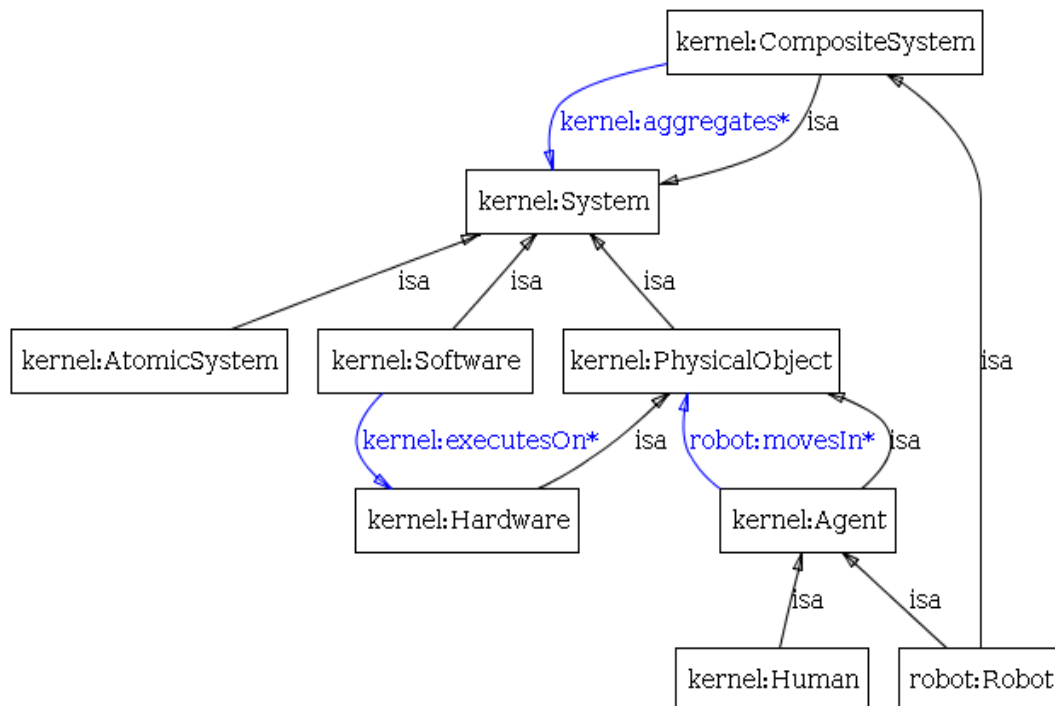 kernel:CompositeSystem
kernel:aggregates*
isa
kernel:System
isa
isa
isa
kernel:AtomicSystem
kernel:Software
kernel:PhysicalObject
isa
kernel:executesOn*
isa
robot:movesIn*
isa
kernel:Hardware
kernel:Agent
isa
isa
kernel:Human
robot:Robot